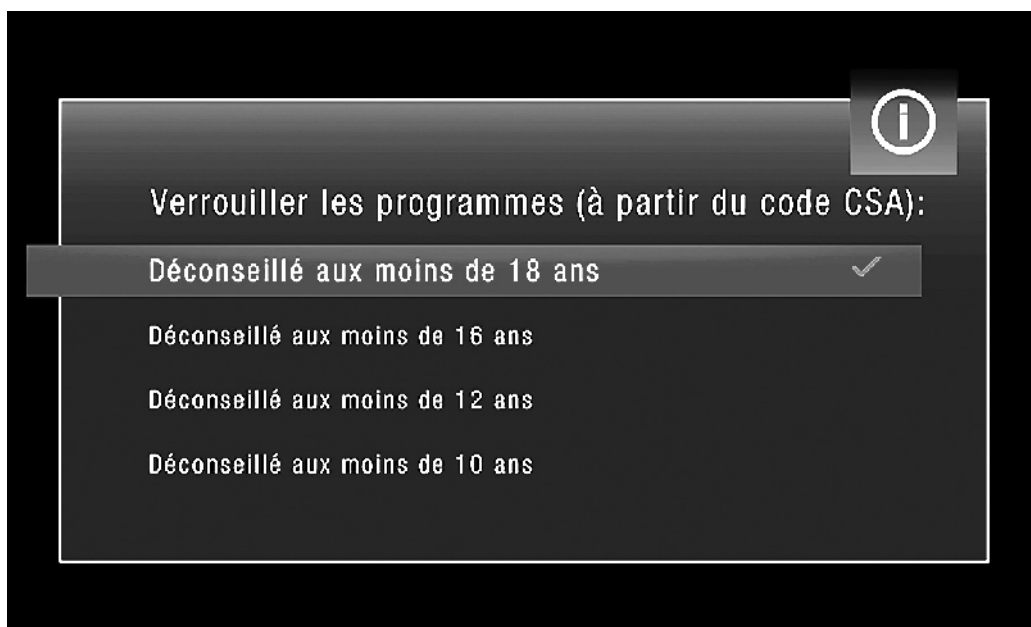 Verrouiller les programmes (à partir du code CSA):
Déconseillé aux moins de 18 ans
Déconseillé aux moins de 16 ans
Déconseillé aux moins de 12 ans
Déconseillé aux moins de 10 ans